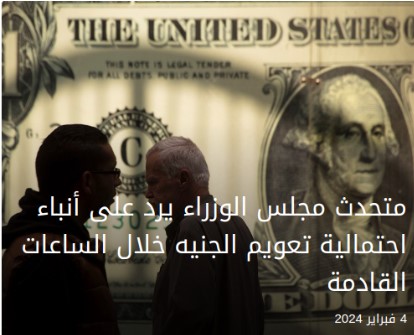 THE UNITED STATES
THIS NOTE IS LEGAL TENDER
FOR ALL DEBTS, PUBLIC AND PRIVATE
C
متحدث مجلس الوزراء يرد على أنباء
احتمالية تعويم الجنيه خلال الساعات
القادمة
4 فبراير 2024